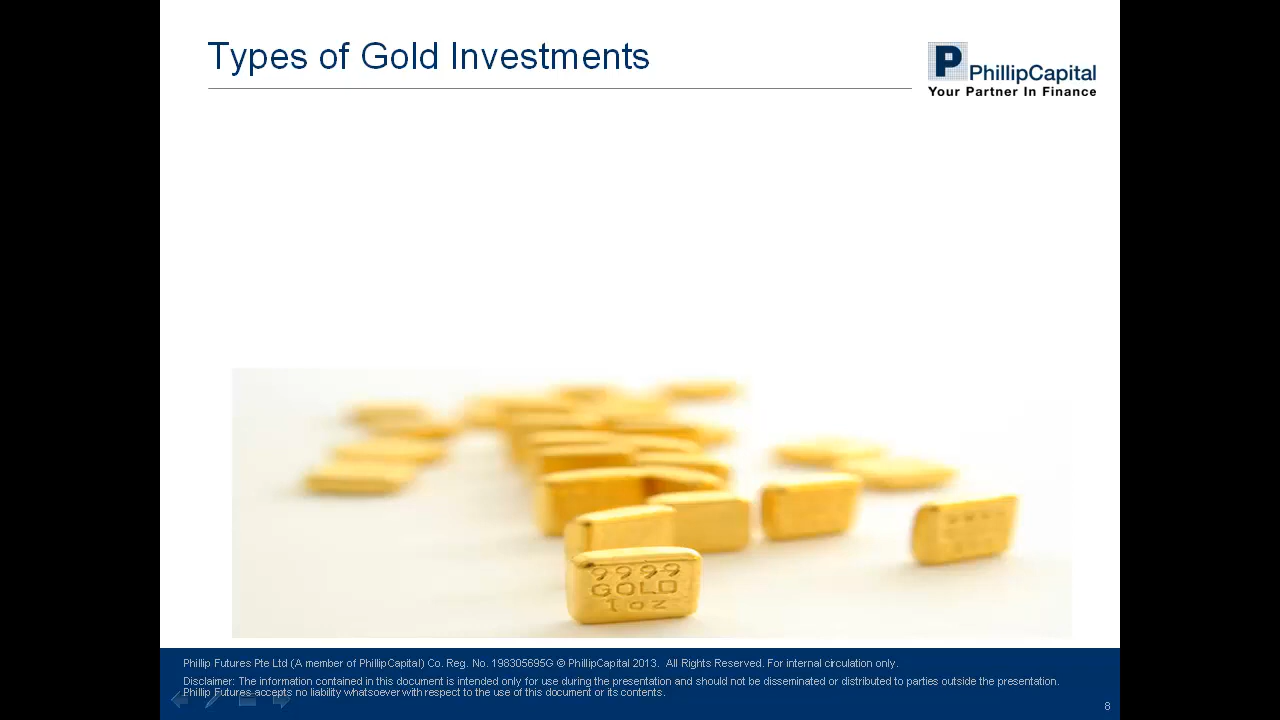 Types of Gold Investments
P
PhillipCapital
Your Partner In Finance
9999
GOLD
1 oz
Phillip Futures Pte Ltd (A member of PhillipCapital) Co. Reg. No. 198305695G © PhillipCapital 2013. All Rights Reserved. For internal circulation only.
Disclaimer: The information contained in this document is intended only for use during the presentation and should not be disseminated or distributed to parties outside the presentation.
Phillip Futures accepts no liability whatsoever with respect to the use of this document or its contents.
8